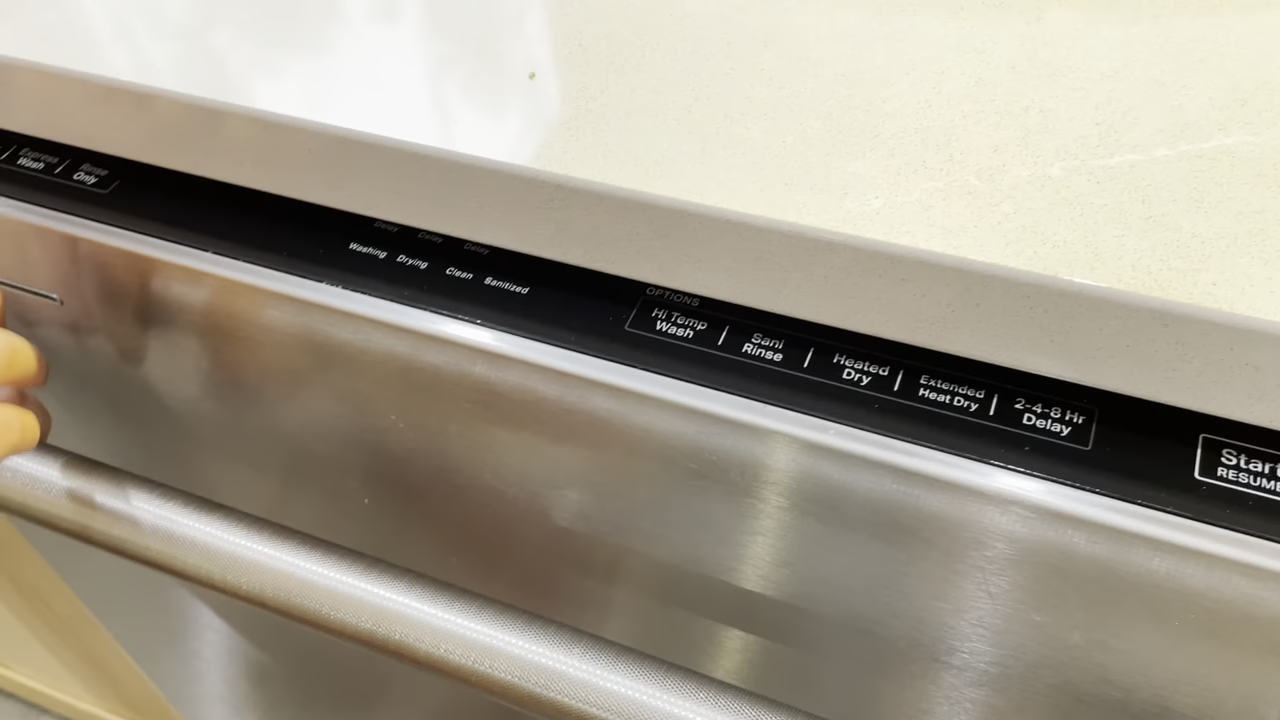 Express
Wash
Rinse
Only
Delay Delay Delay
Washing Drying Clean Sanitized
OPTIONS
Hi Temp
Wash
Sani
Rinse
Heated
Dry
Extended
Heat Dry
2-4-8 Hr
Delay
Start
RESUME